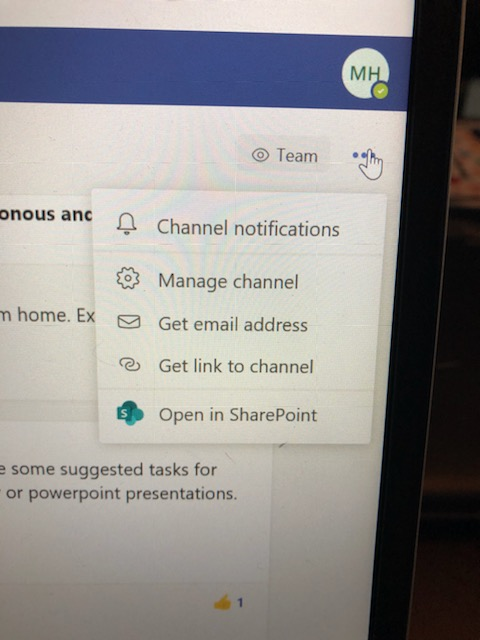 MH
Team
onous and
Channel notifications
Manage channel
m home. Ex
Get email address
Get link to channel
S
Open in SharePoint
e some suggested tasks for
or powerpoint presentations.
1